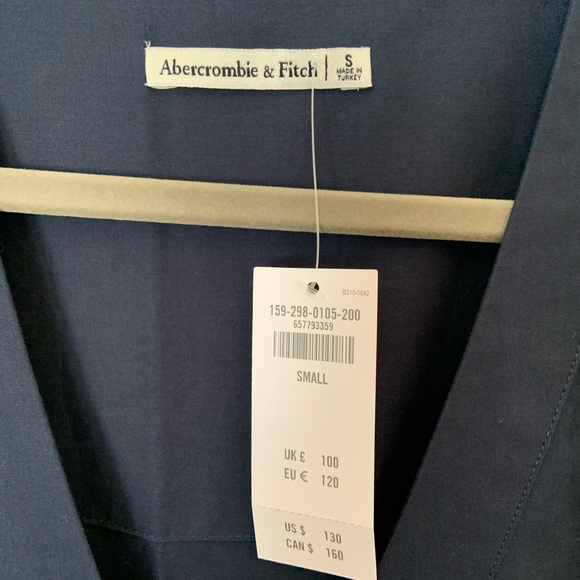 Abercrombie & Fitch | S
MADE IN
TURKEY
9310-0042
159-298-0105-200
657793359
SMALL
UK £ 100
EU € 120
US $ 130
CAN $ 160